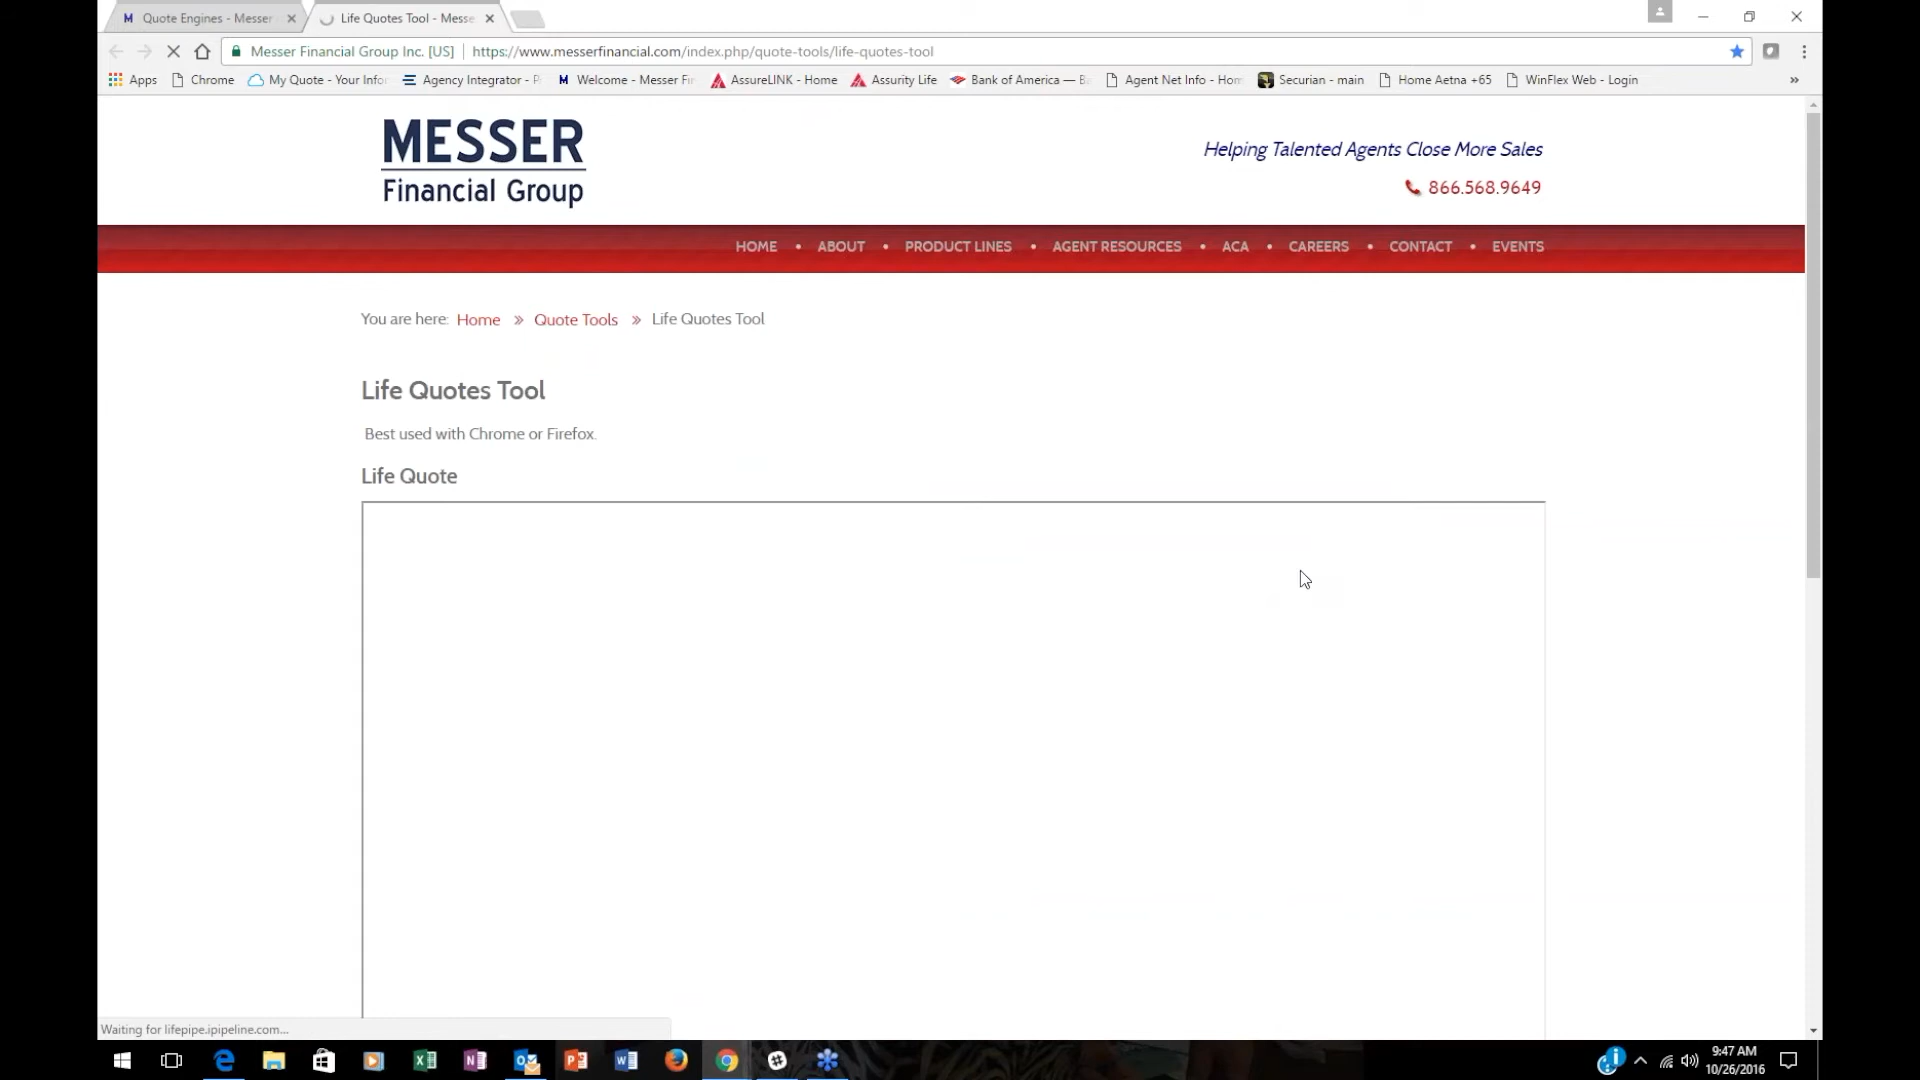 Quote Engines - Messer
Life Quotes Tool - Messe
Messer Financial Group Inc. [US]
https://www.messerfinancial.com/index.php/quote-tools/life-quotes-tool
Apps
Chrome
My Quote - Your Infor
Agency Integrator - P
Welcome - Messer Fin
AssureLINK - Home
Assurity Life
Bank of America — Ba
Agent Net Info - Hom
Securian - main
Home Aetna +65
WinFlex Web - Login
MESSER
Financial Group
Helping Talented Agents Close More Sales
866.568.9649
HOME • ABOUT • PRODUCT LINES • AGENT RESOURCES • ACA • CAREERS • CONTACT • EVENTS
You are here: Home » Quote Tools » Life Quotes Tool
Life Quotes Tool
Best used with Chrome or Firefox.
Life Quote
Waiting for lifepipe.ipipeline.com...
9:47 AM
10/26/2016